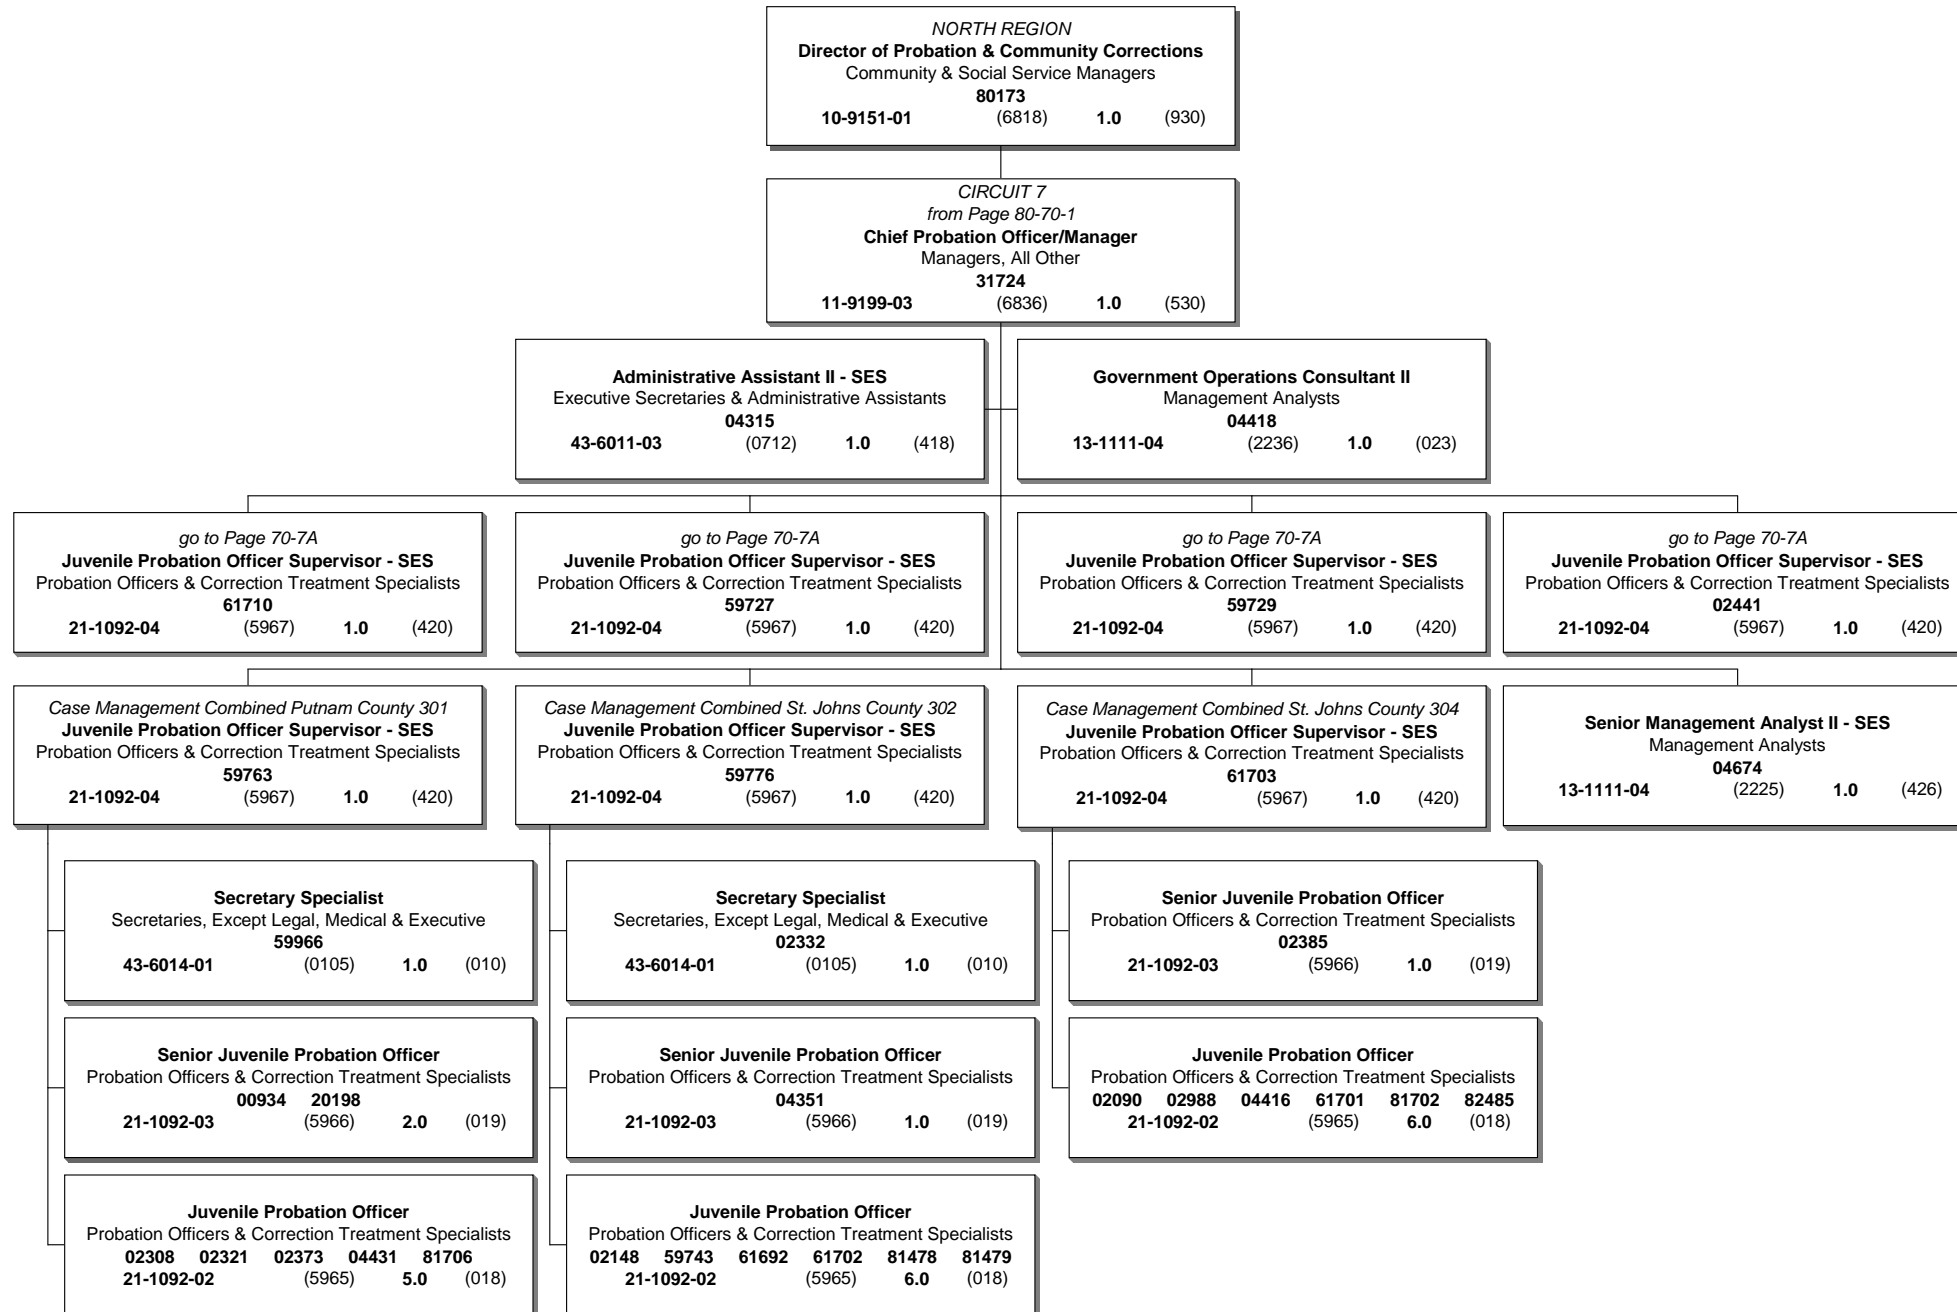 NORTH REGION
Director of Probation & Community Corrections
Community & Social Service Managers
80173
10-9151-01 (6818) 1.0 (930)
CIRCUIT 7
from Page 80-70-1
Chief Probation Officer/Manager
Managers, All Other
31724
11-9199-03 (6836) 1.0 (530)
Administrative Assistant II - SES
Executive Secretaries & Administrative Assistants
04315
43-6011-03 (0712) 1.0 (418)
Government Operations Consultant II
Management Analysts
04418
13-1111-04 (2236) 1.0 (023)
go to Page 70-7A
Juvenile Probation Officer Supervisor - SES
Probation Officers & Correction Treatment Specialists
61710
21-1092-04 (5967) 1.0 (420)
go to Page 70-7A
Juvenile Probation Officer Supervisor - SES
Probation Officers & Correction Treatment Specialists
59727
21-1092-04 (5967) 1.0 (420)
go to Page 70-7A
Juvenile Probation Officer Supervisor - SES
Probation Officers & Correction Treatment Specialists
59729
21-1092-04 (5967) 1.0 (420)
go to Page 70-7A
Juvenile Probation Officer Supervisor - SES
Probation Officers & Correction Treatment Specialists
02441
21-1092-04 (5967) 1.0 (420)
Case Management Combined Putnam County 301
Juvenile Probation Officer Supervisor - SES
Probation Officers & Correction Treatment Specialists
59763
21-1092-04 (5967) 1.0 (420)
Case Management Combined St. Johns County 302
Juvenile Probation Officer Supervisor - SES
Probation Officers & Correction Treatment Specialists
59776
21-1092-04 (5967) 1.0 (420)
Case Management Combined St. Johns County 304
Juvenile Probation Officer Supervisor - SES
Probation Officers & Correction Treatment Specialists
61703
21-1092-04 (5967) 1.0 (420)
Senior Management Analyst II - SES
Management Analysts
04674
13-1111-04 (2225) 1.0 (426)
Secretary Specialist
Secretaries, Except Legal, Medical & Executive
59966
43-6014-01 (0105) 1.0 (010)
Secretary Specialist
Secretaries, Except Legal, Medical & Executive
02332
43-6014-01 (0105) 1.0 (010)
Senior Juvenile Probation Officer
Probation Officers & Correction Treatment Specialists
02385
21-1092-03 (5966) 1.0 (019)
Senior Juvenile Probation Officer
Probation Officers & Correction Treatment Specialists
00934 20198
21-1092-03 (5966) 2.0 (019)
Senior Juvenile Probation Officer
Probation Officers & Correction Treatment Specialists
04351
21-1092-03 (5966) 1.0 (019)
Juvenile Probation Officer
Probation Officers & Correction Treatment Specialists
02090 02988 04416 61701 81702 82485
21-1092-02 (5965) 6.0 (018)
Juvenile Probation Officer
Probation Officers & Correction Treatment Specialists
02308 02321 02373 04431 81706
21-1092-02 (5965) 5.0 (018)
Juvenile Probation Officer
Probation Officers & Correction Treatment Specialists
02148 59743 61692 61702 81478 81479
21-1092-02 (5965) 6.0 (018)